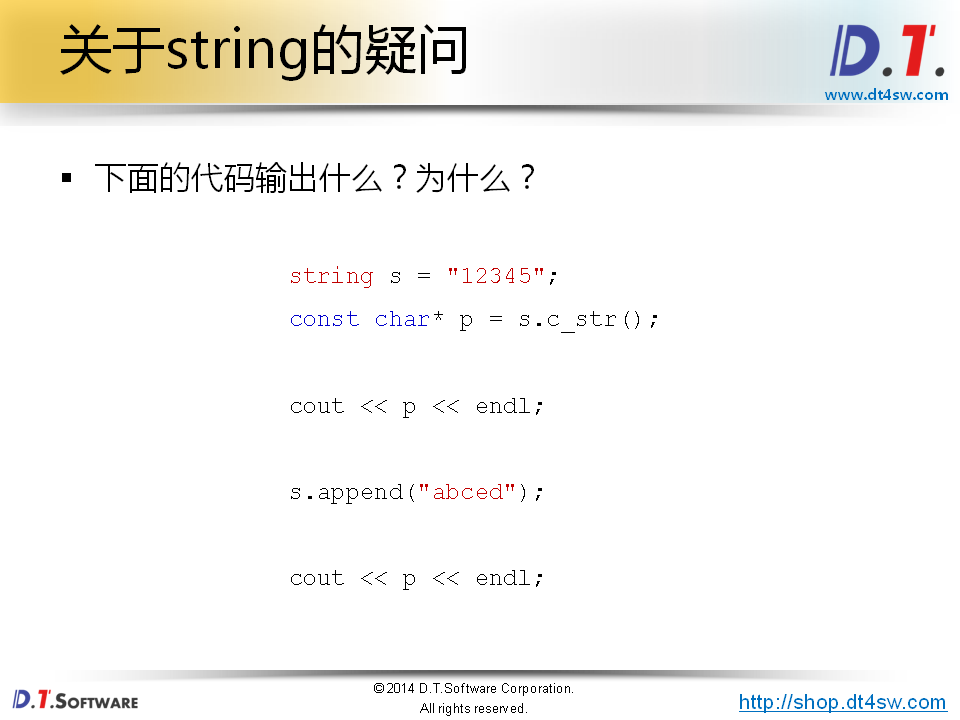 关于string的疑问
D.T.
www.dt4sw.com
▪ 下面的代码输出什么？为什么？
string s = "12345";
const char* p = s.c_str();
cout << p << endl;
s.append("abced");
cout << p << endl;
D.T.SOFTWARE
©2014 D.T.Software Corporation.
All rights reserved.
http://shop.dt4sw.com